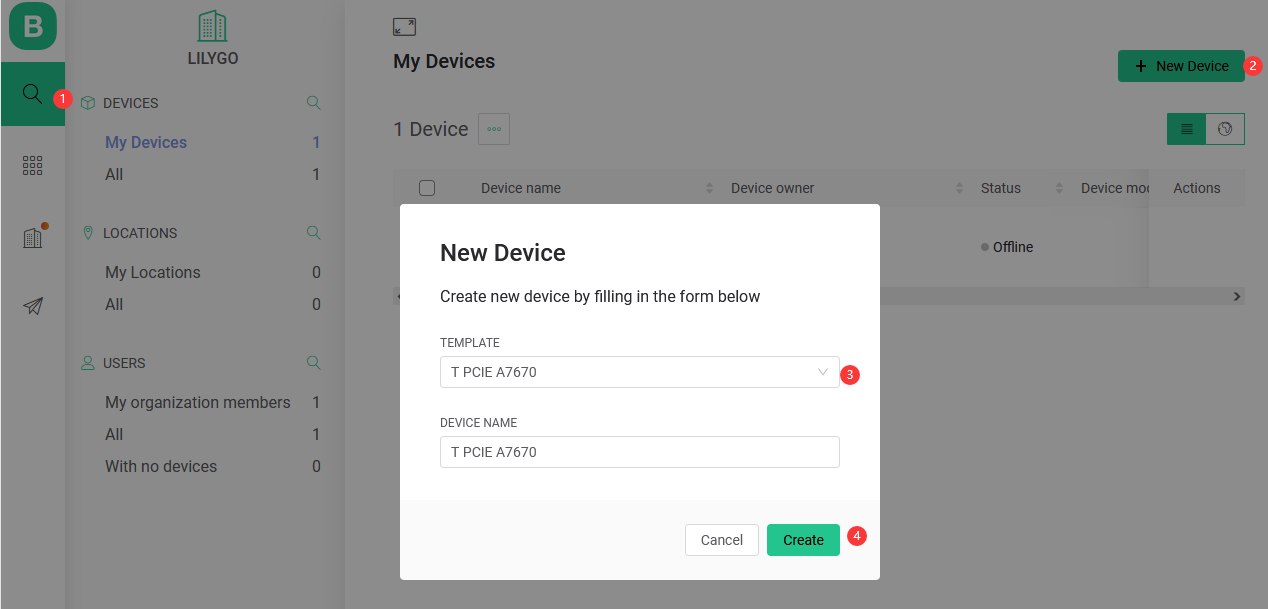 B
LILYGO
1
DEVICES
My Devices 1
All 1
LOCATIONS
My Locations 0
All 0
USERS
My organization members 1
All 1
With no devices 0
My Devices
+ New Device 2
1 Device
Device name Device owner Status Device mo Actions
Offline
New Device
Create new device by filling in the form below
TEMPLATE
T PCIE A7670 3
DEVICE NAME
T PCIE A7670
Cancel Create 4